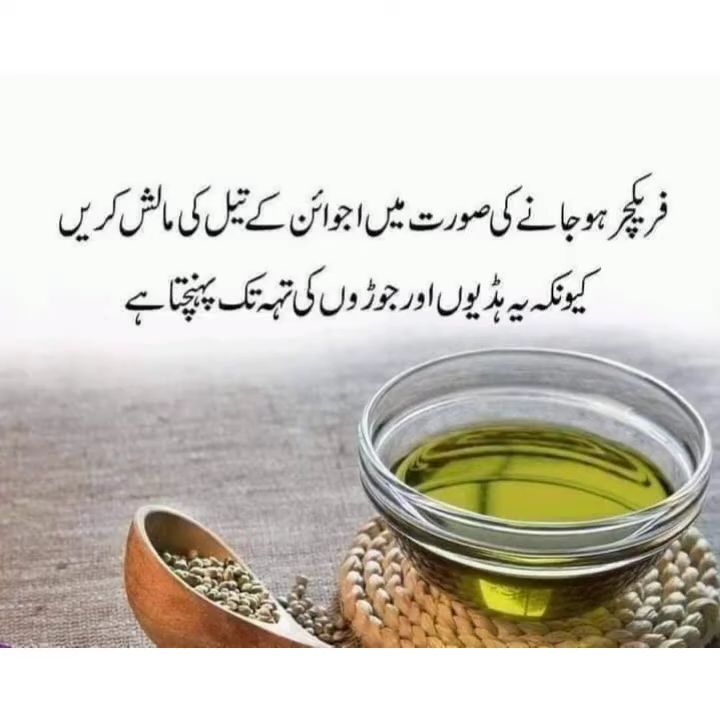 فریکچر ہو جانے کی صورت میں اجوائن کے تیل کی مالش کریں
کیونکہ یہ ہڈیوں اور جوڑوں کی تہہ تک پہنچتا ہے